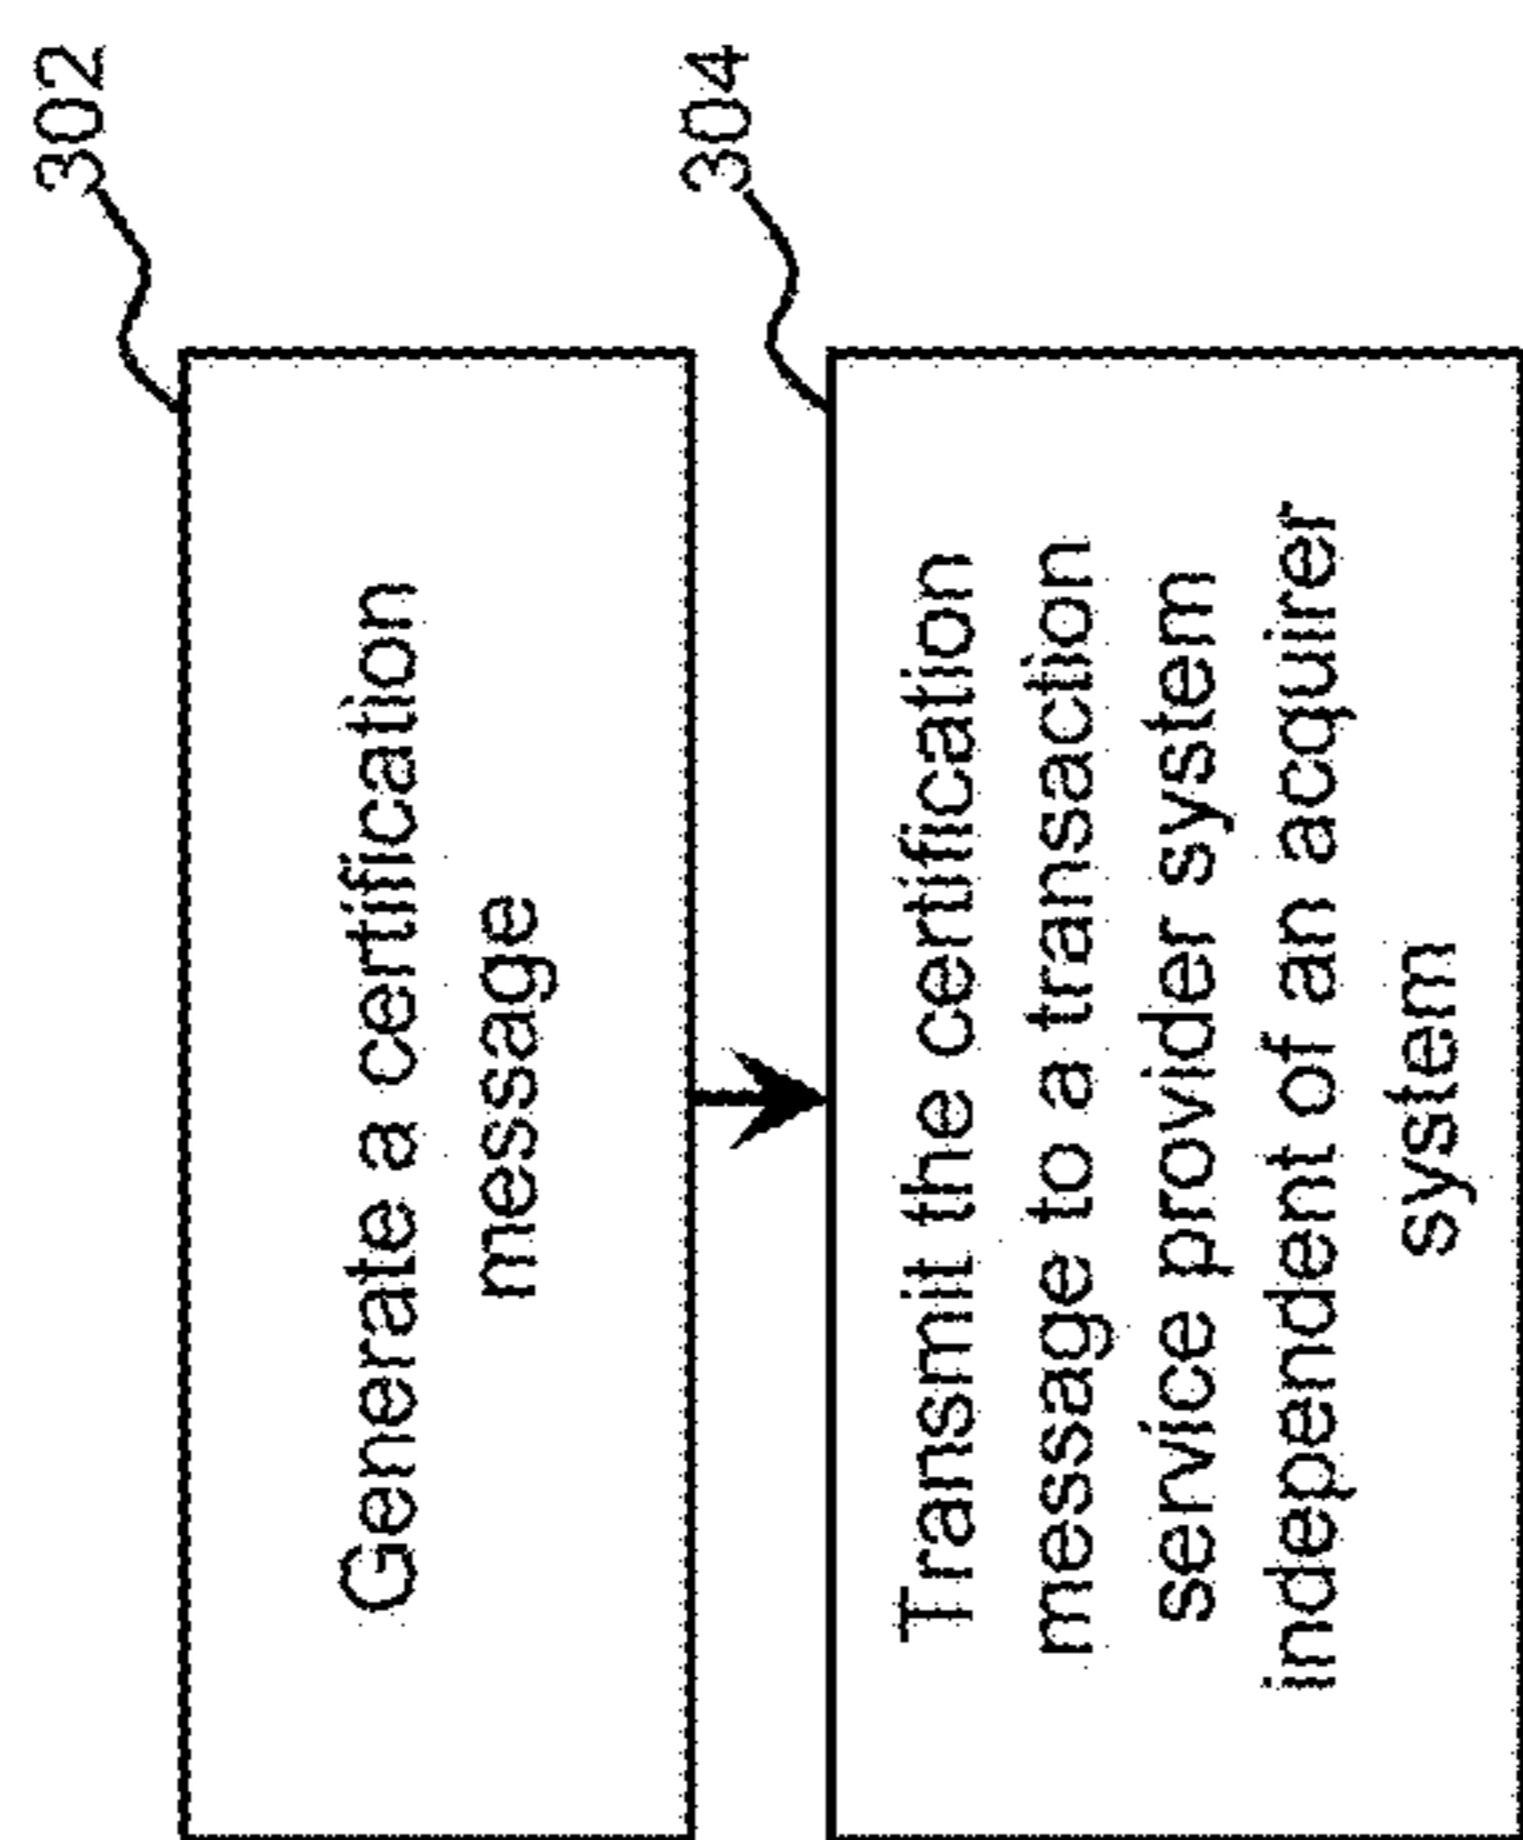 302
Generate a certification
message
304
Transmit the certification
message to a transaction
service provider system
independent of an acquirer
system